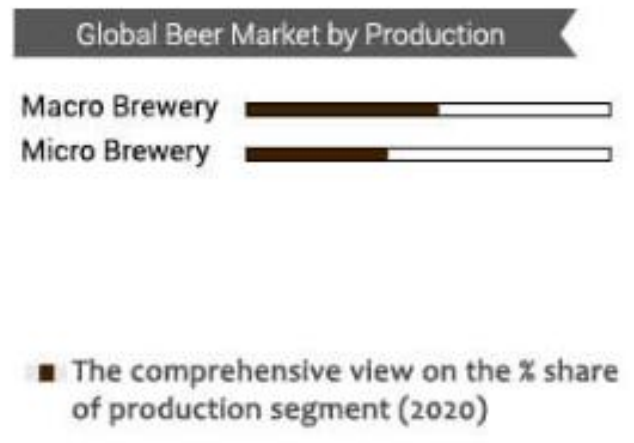 Global Beer Market by Production
Macro Brewery
Micro Brewery
The comprehensive view on the % share
of production segment (2020)